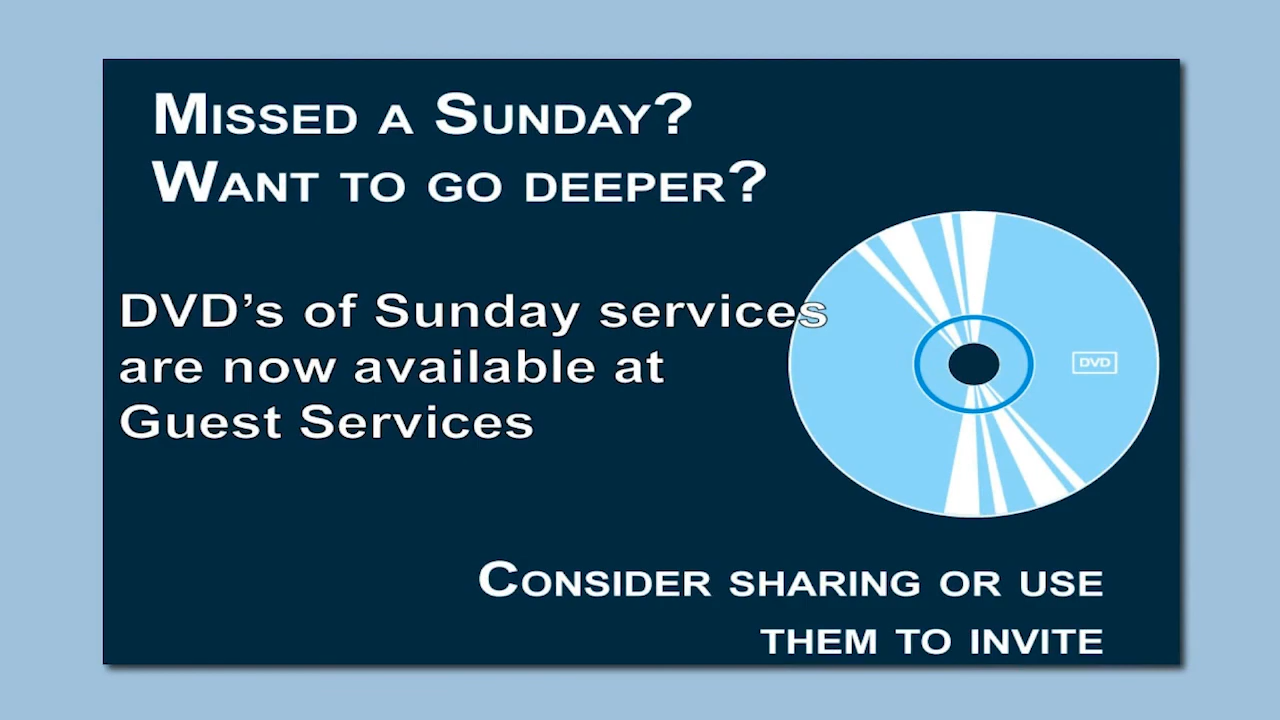 Missed a Sunday?
Want to go deeper?
DVD’s of Sunday services
are now available at
Guest Services
DVD
Consider sharing or use
them to invite